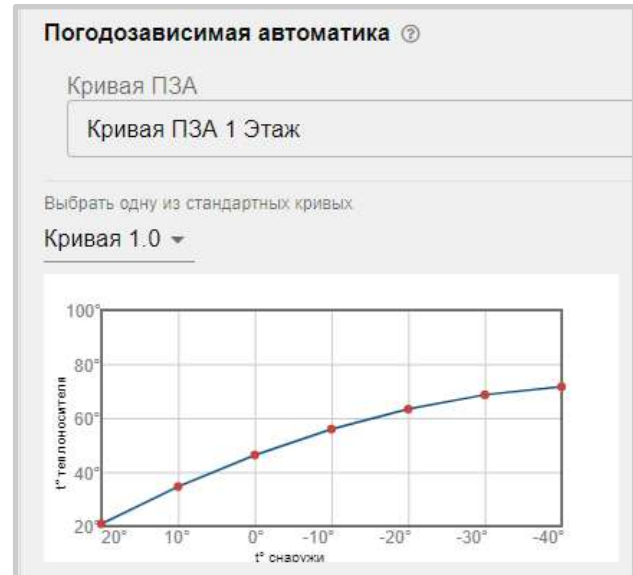 Погодозависимая автоматика ?
Кривая ПЗА
Кривая ПЗА 1 Этаж
Выбрать одну из стандартных кривых
Кривая 1.0
100°
80°
60°
40°
20°
t° теплоносителя
20° 10° 0° -10° -20° -30° -40°
t° снаружи